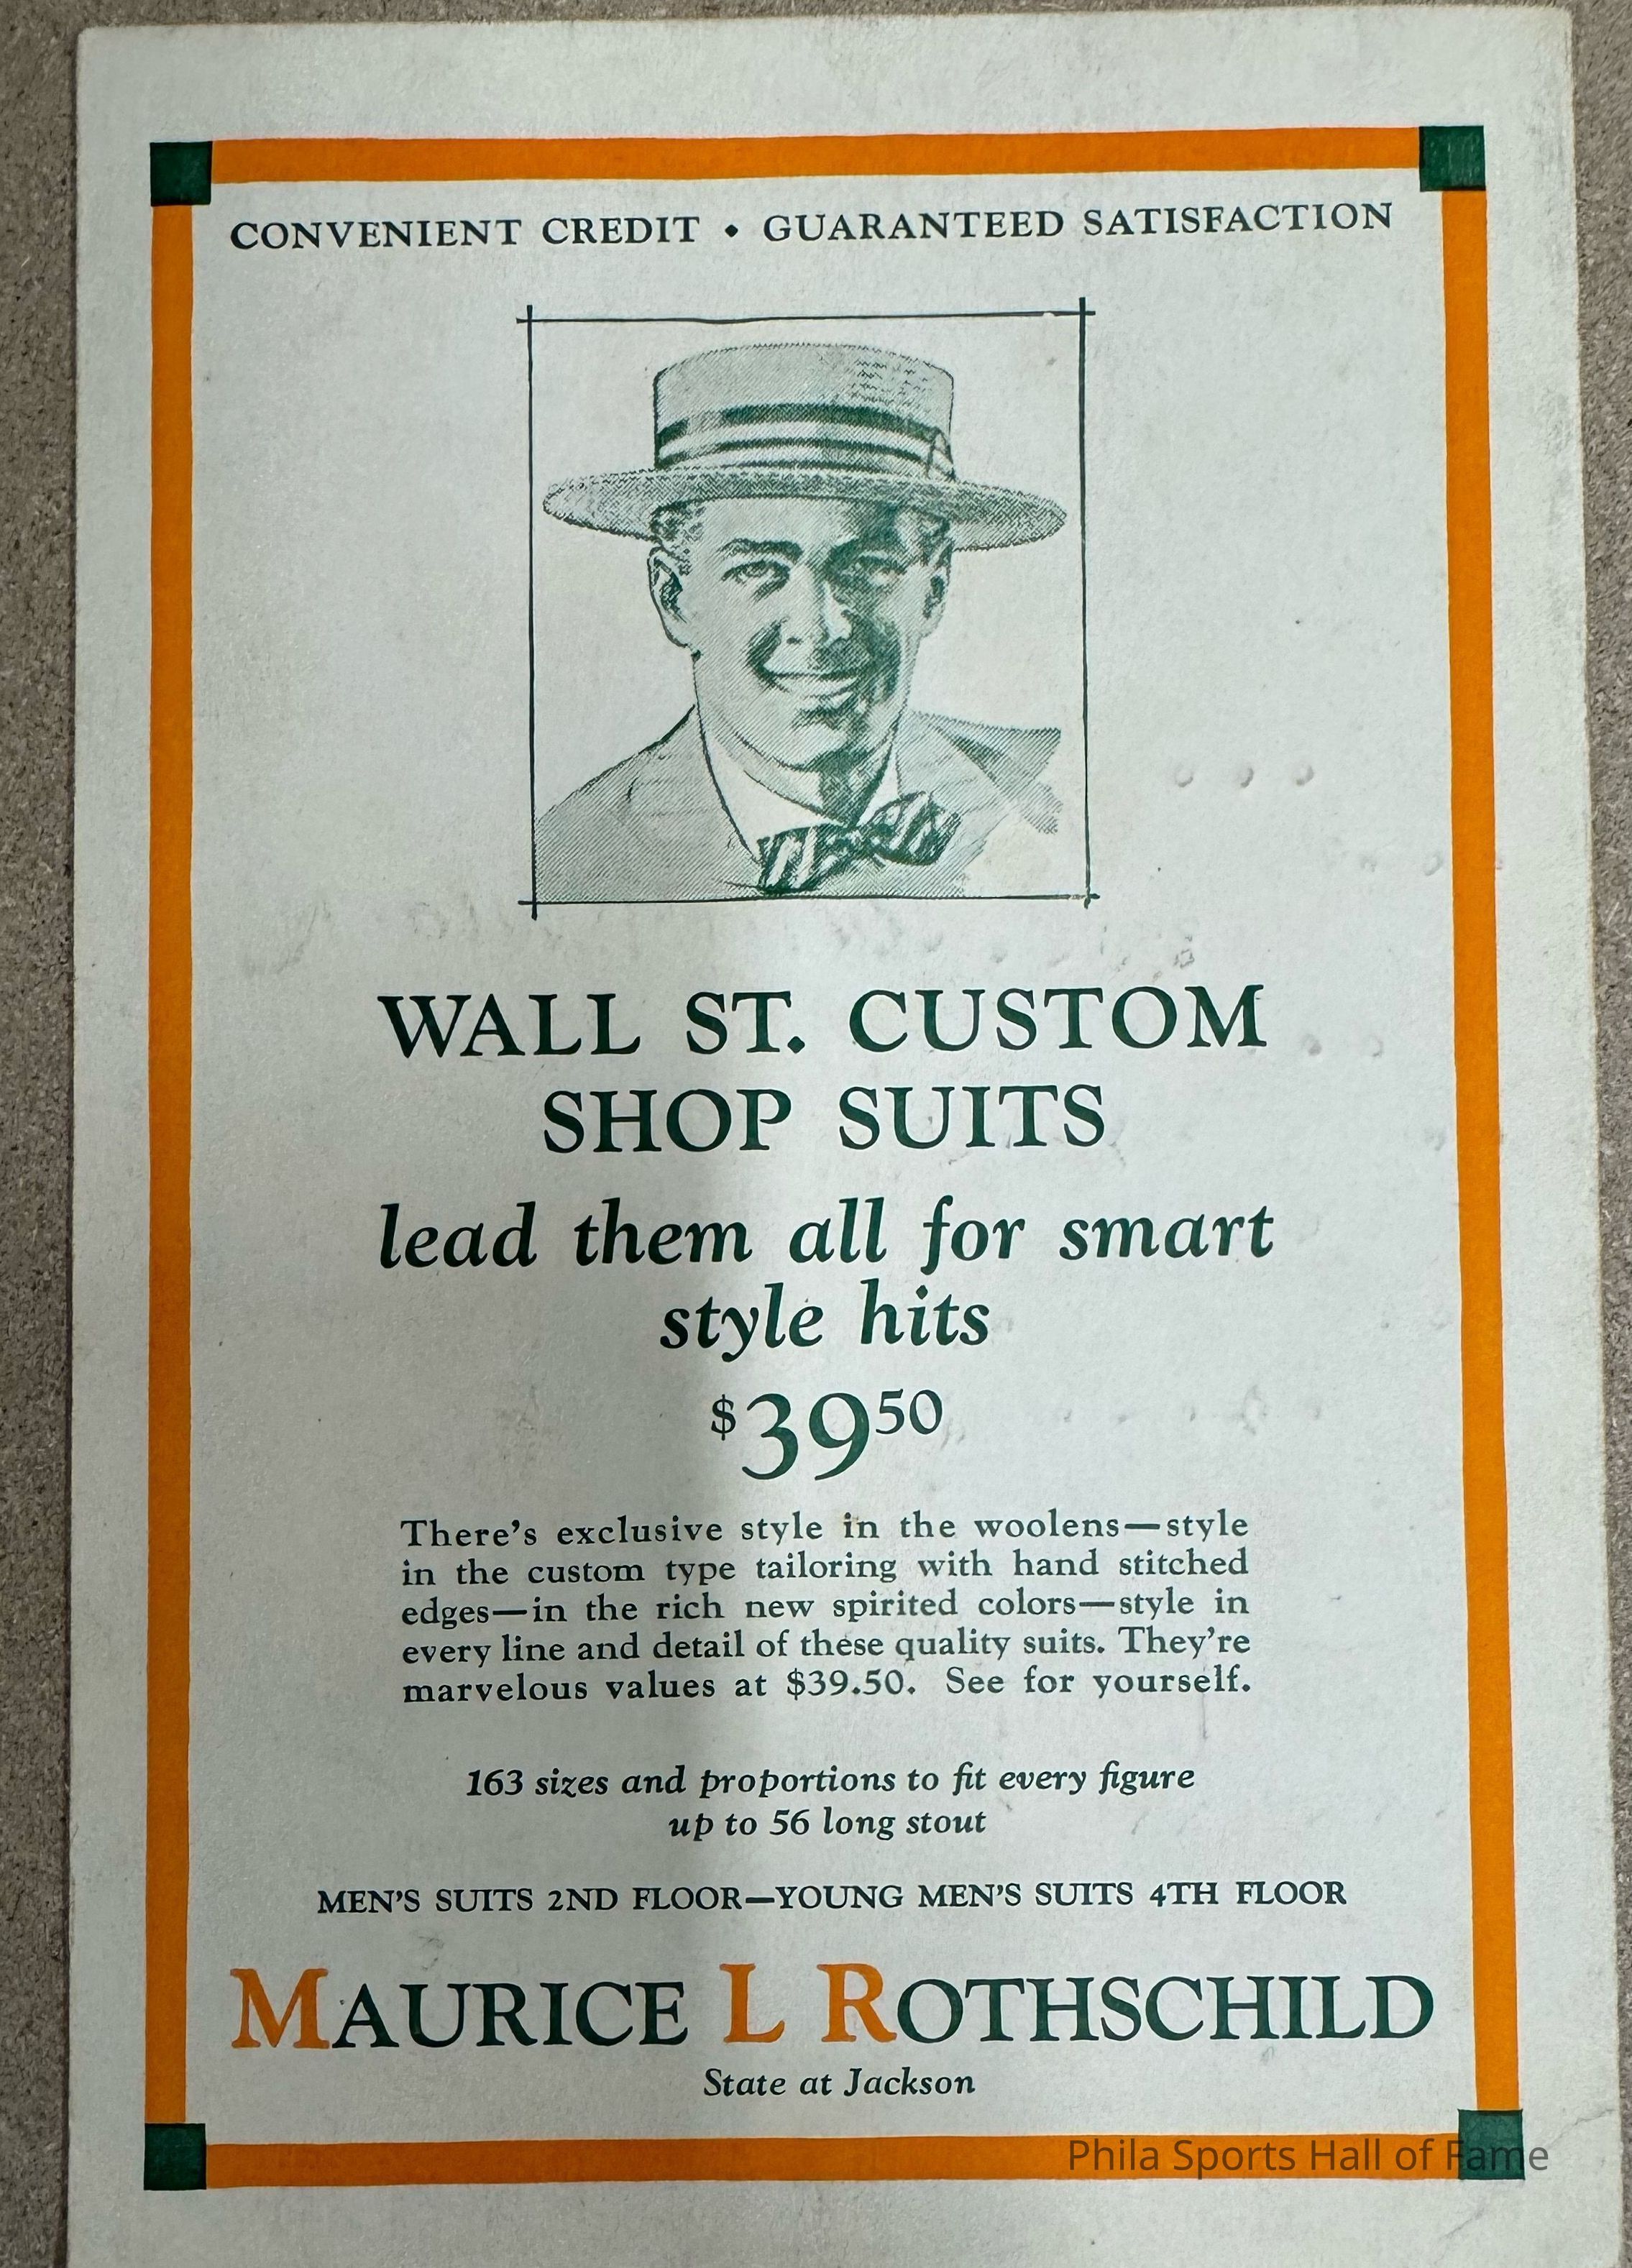 CONVENIENT CREDIT • GUARANTEED SATISFACTION
WALL ST. CUSTOM
SHOP SUITS
lead them all for smart
style hits
$3950
There's exclusive style in the woolens—style
in the custom type tailoring with hand stitched
edges—in the rich new spirited colors—style in
every line and detail of these quality suits. They're
marvelous values at $39.50. See for yourself.
163 sizes and proportions to fit every figure
up to 56 long stout
MEN'S SUITS 2ND FLOOR—YOUNG MEN'S SUITS 4TH FLOOR
MAURICE L ROTHSCHILD
State at Jackson
Phila Sports Hall of Fame